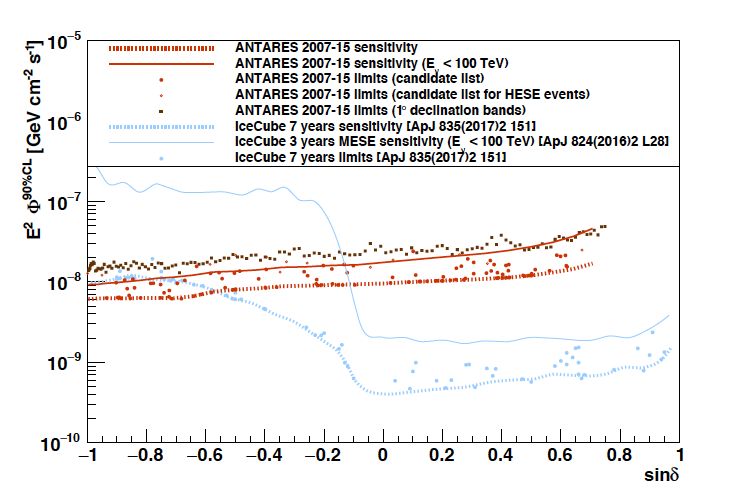 10⁻⁵
10⁻⁶
10⁻⁷
10⁻⁸
10⁻⁹
10⁻¹⁰
E² Φ^90%CL [GeV cm⁻² s⁻¹]
ANTARES 2007-15 sensitivity
ANTARES 2007-15 sensitivity (Eᵥ < 100 TeV)
ANTARES 2007-15 limits (candidate list)
ANTARES 2007-15 limits (candidate list for HESE events)
ANTARES 2007-15 limits (1° declination bands)
IceCube 7 years sensitivity [ApJ 835(2017)2 151]
IceCube 3 years MESE sensitivity (Eᵥ < 100 TeV) [ApJ 824(2016)2 L28]
IceCube 7 years limits [ApJ 835(2017)2 151]
−1 −0.8 −0.6 −0.4 −0.2 0 0.2 0.4 0.6 0.8 1
sinδ